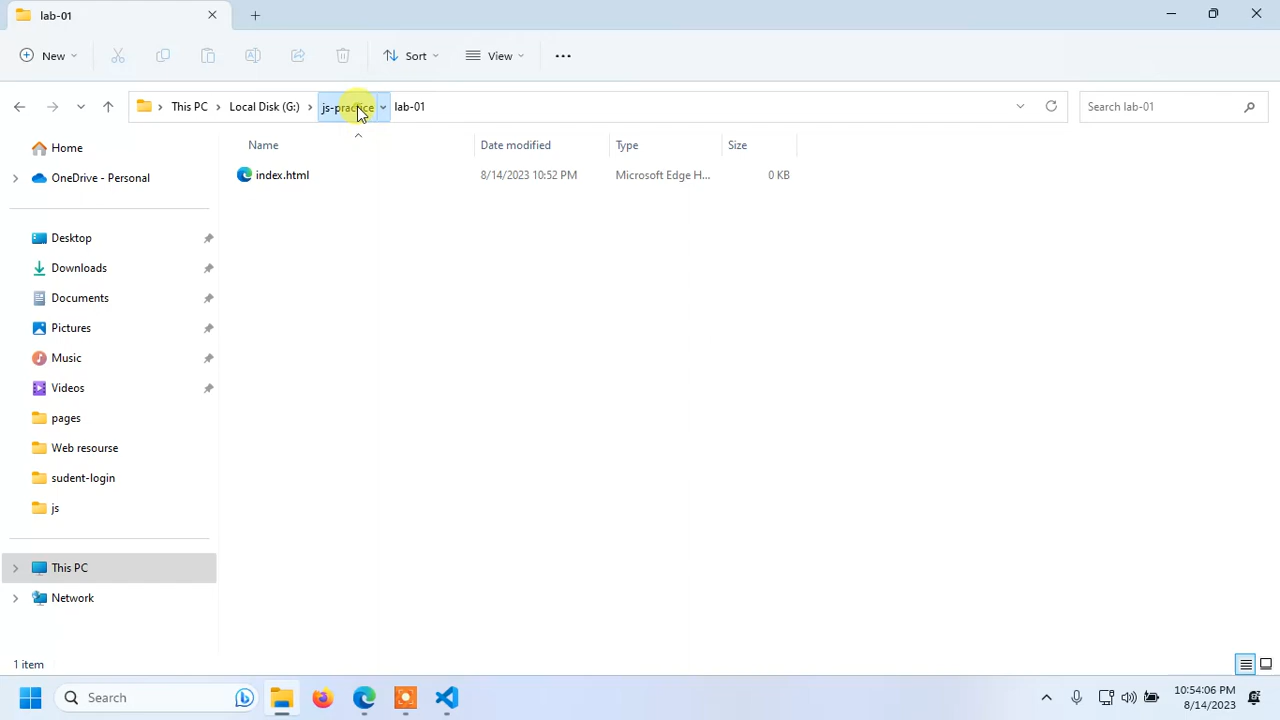 lab-01
New
Sort
View
This PC
Local Disk (G:)
js-practice
lab-01
Search lab-01
Name
Date modified
Type
Size
index.html
8/14/2023 10:52 PM
Microsoft Edge H...
0 KB
Home
OneDrive - Personal
Desktop
Downloads
Documents
Pictures
Music
Videos
pages
Web resourse
sudent-login
js
This PC
Network
1 item
Search
10:54:06 PM
8/14/2023